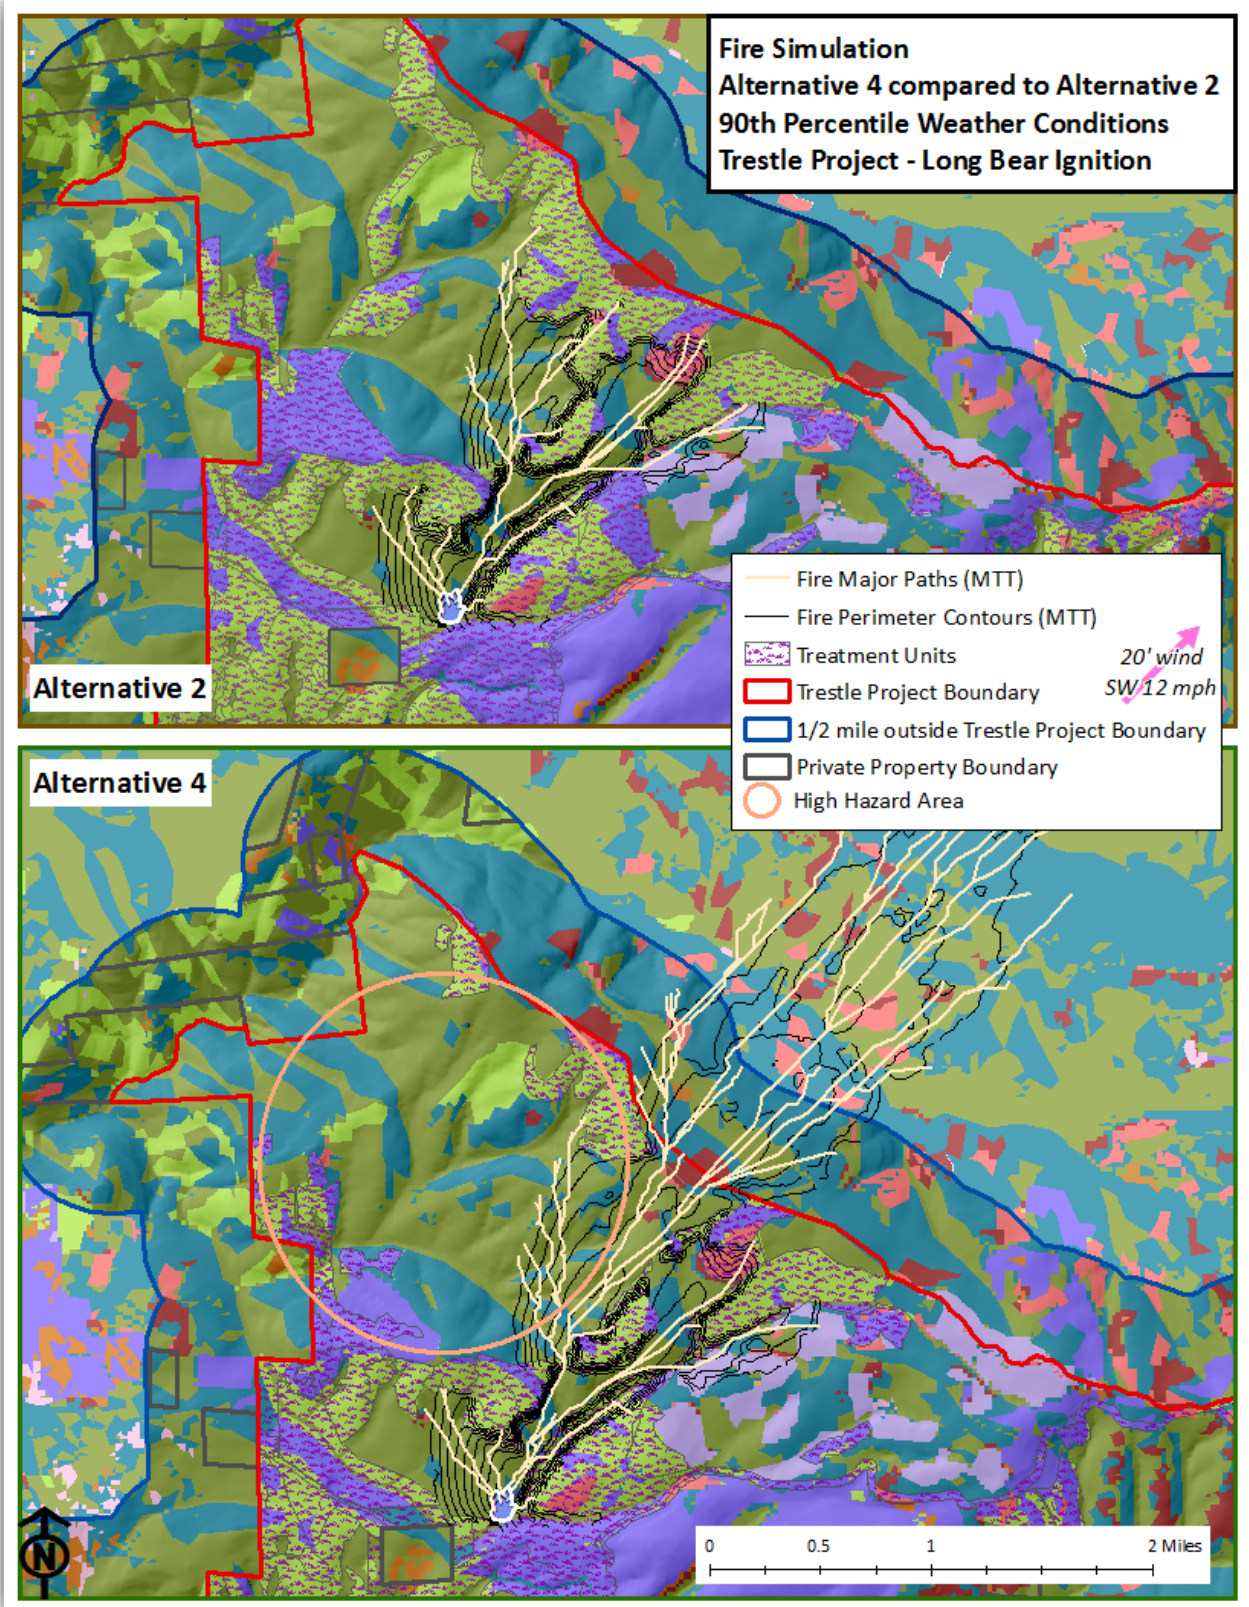 Fire Simulation
Alternative 4 compared to Alternative 2
90th Percentile Weather Conditions
Trestle Project - Long Bear Ignition
Fire Major Paths (MTT)
Fire Perimeter Contours (MTT)
Treatment Units
20' wind
SW 12 mph
Trestle Project Boundary
1/2 mile outside Trestle Project Boundary
Private Property Boundary
High Hazard Area
Alternative 2
Alternative 4
N
0 0.5 1 2 Miles